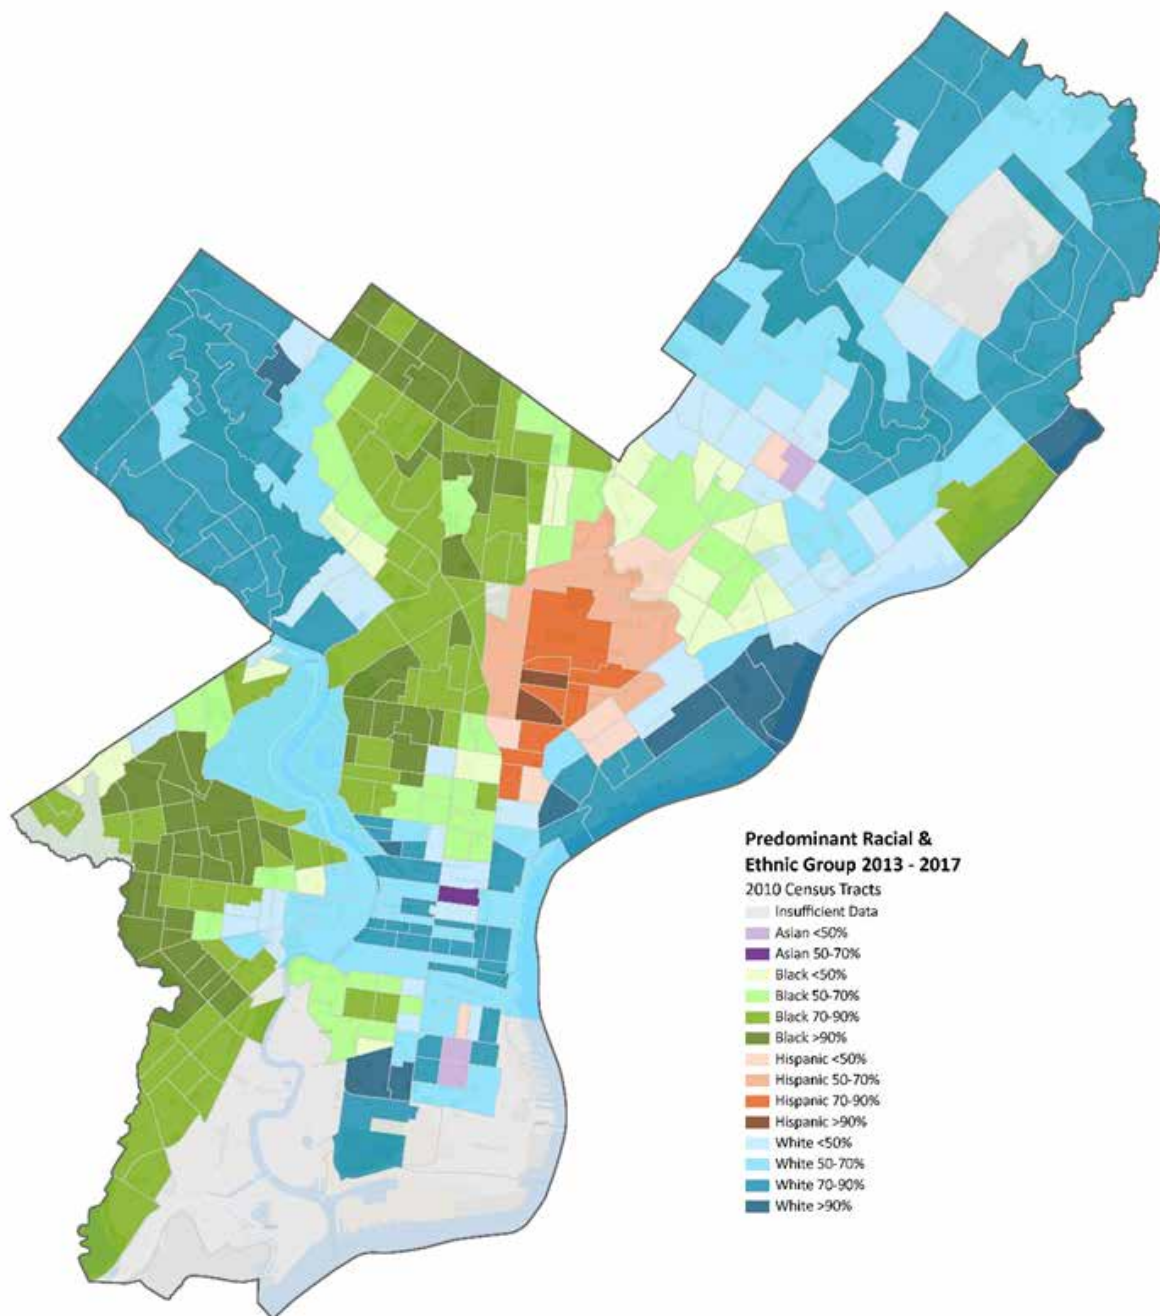 Predominant Racial &
Ethnic Group 2013 - 2017
2010 Census Tracts
Insufficient Data
Asian <50%
Asian 50-70%
Black <50%
Black 50-70%
Black 70-90%
Black >90%
Hispanic <50%
Hispanic 50-70%
Hispanic 70-90%
Hispanic >90%
White <50%
White 50-70%
White 70-90%
White >90%